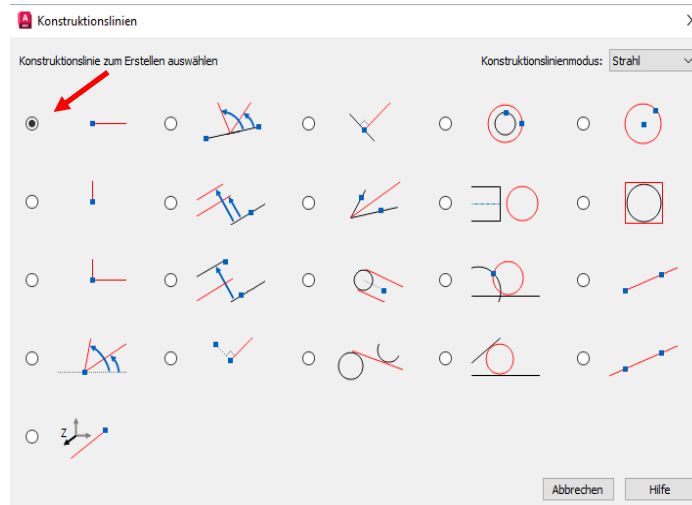 Konstruktionslinien
Konstruktionslinie zum Erstellen auswählen
Konstruktionslinienmodus: Strahl
Z
Abbrechen Hilfe